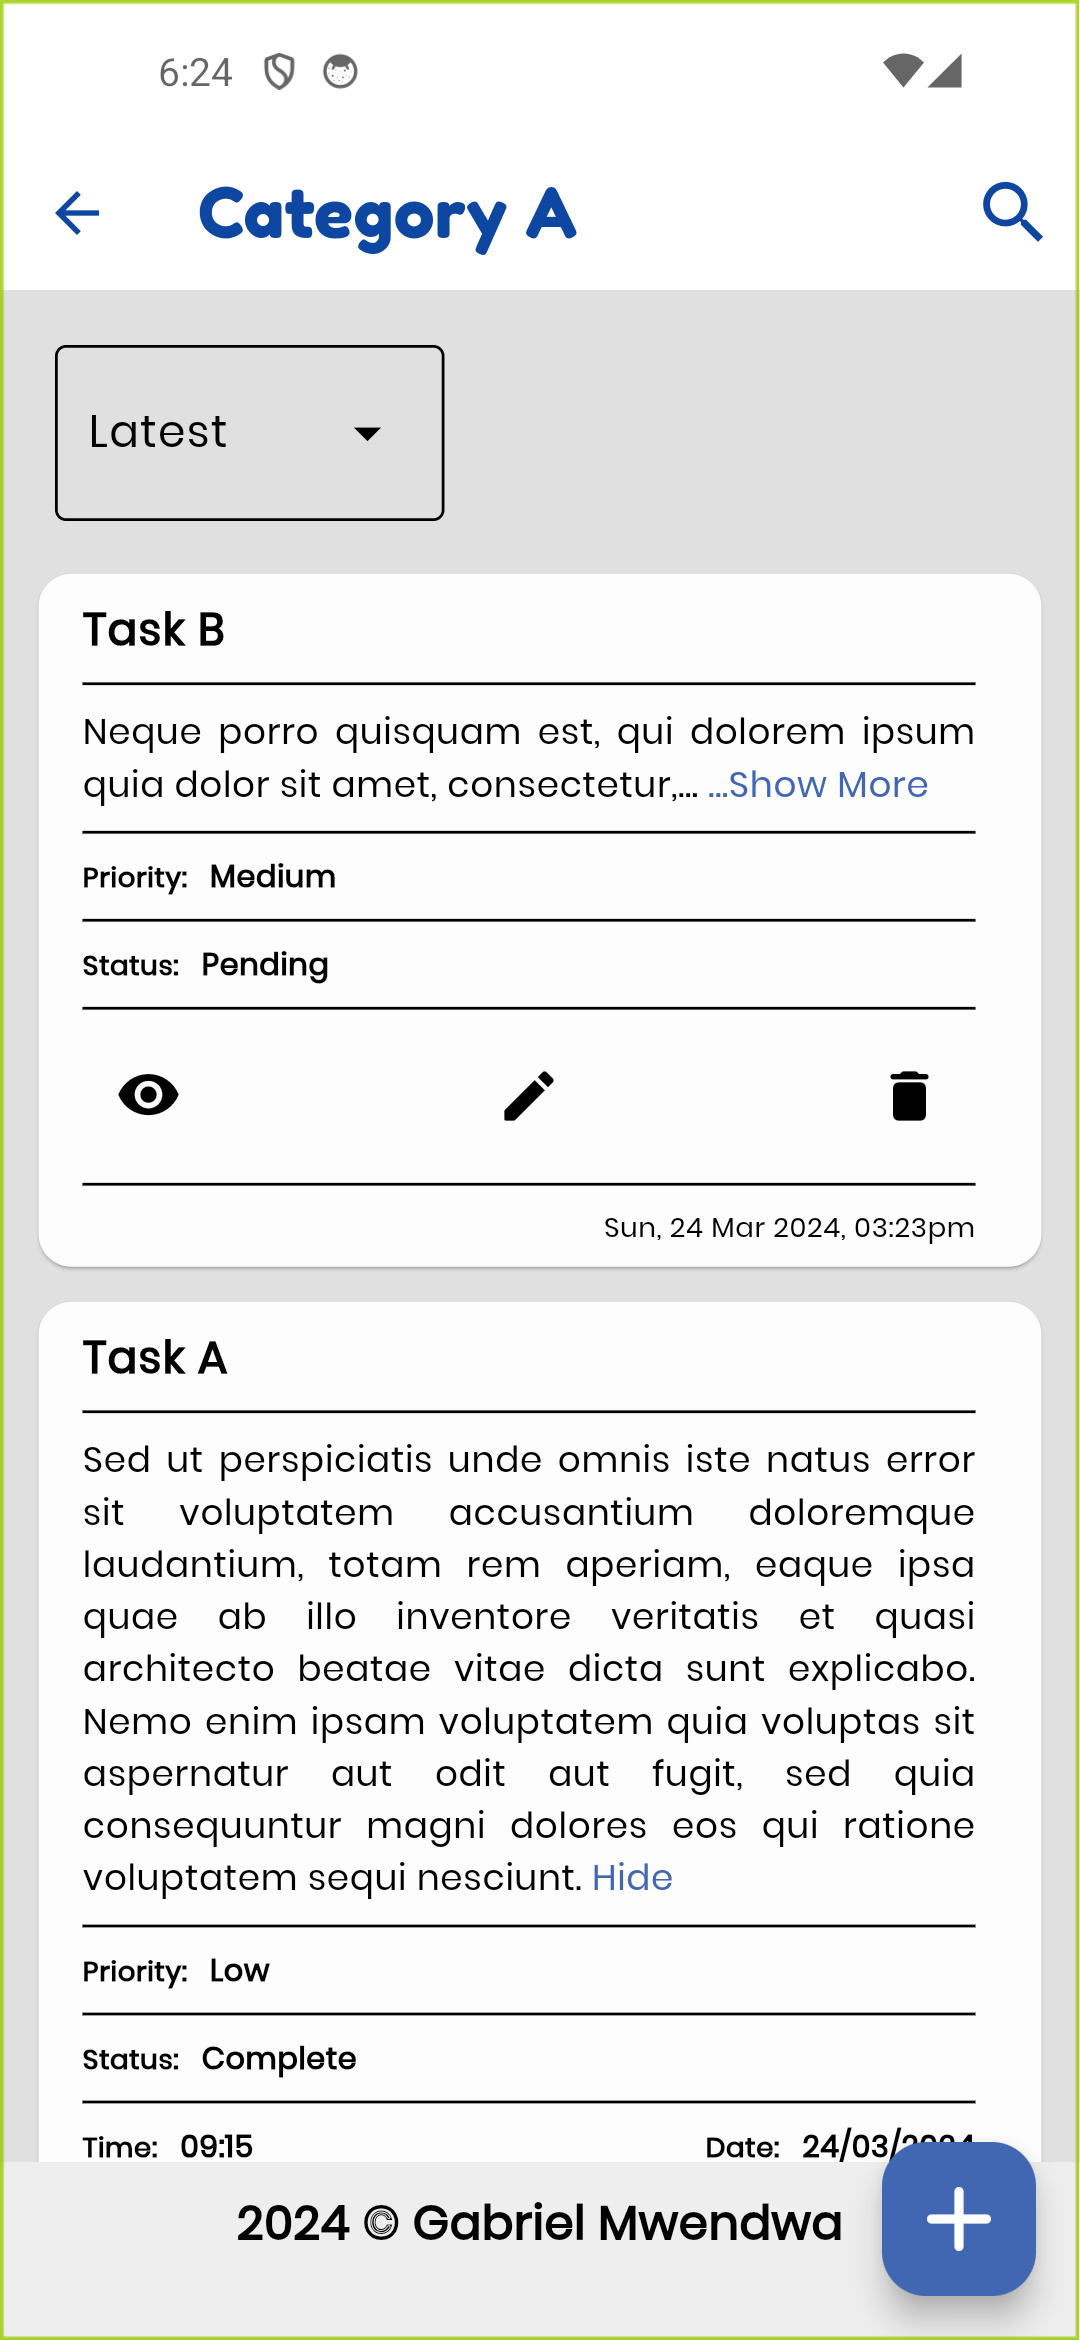 6:24
Category A
Latest
Task B
Neque porro quisquam est, qui dolorem ipsum
quia dolor sit amet, consectetur,... ...Show More
Priority: Medium
Status: Pending
Sun, 24 Mar 2024, 03:23pm
Task A
Sed ut perspiciatis unde omnis iste natus error
sit voluptatem accusantium doloremque
laudantium, totam rem aperiam, eaque ipsa
quae ab illo inventore veritatis et quasi
architecto beatae vitae dicta sunt explicabo.
Nemo enim ipsam voluptatem quia voluptas sit
aspernatur aut odit aut fugit, sed quia
consequuntur magni dolores eos qui ratione
voluptatem sequi nesciunt. Hide
Priority: Low
Status: Complete
Time: 09:15 Date: 24/03/2024
2024 © Gabriel Mwendwa